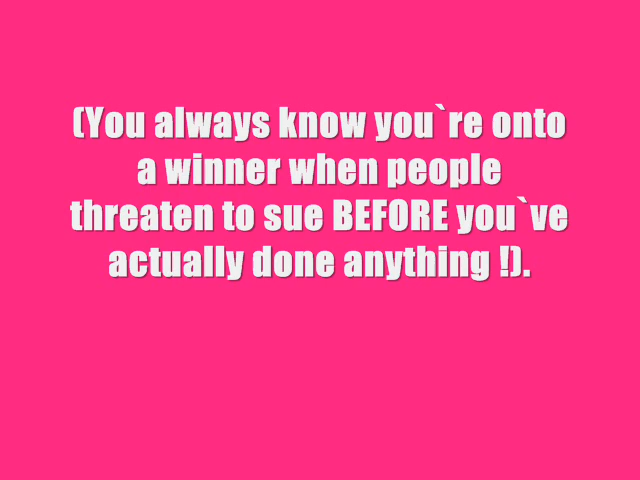 (You always know you`re onto
a winner when people
threaten to sue BEFORE you`ve
actually done anything !).